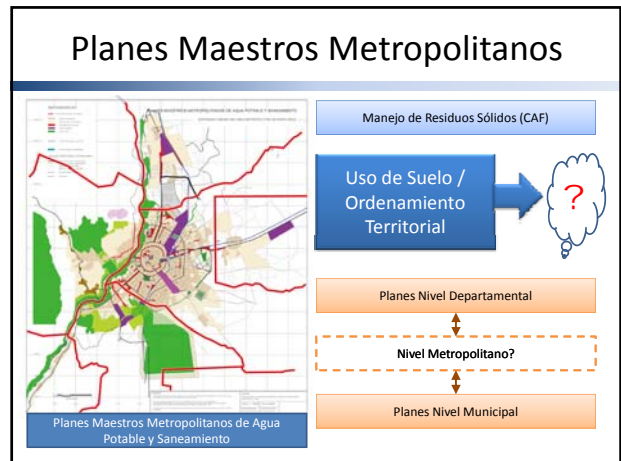 Planes Maestros Metropolitanos
Manejo de Residuos Sólidos (CAF)
Uso de Suelo /
Ordenamiento
Territorial
?
Planes Nivel Departamental
Nivel Metropolitano?
Planes Nivel Municipal
Planes Maestros Metropolitanos de Agua
Potable y Saneamiento